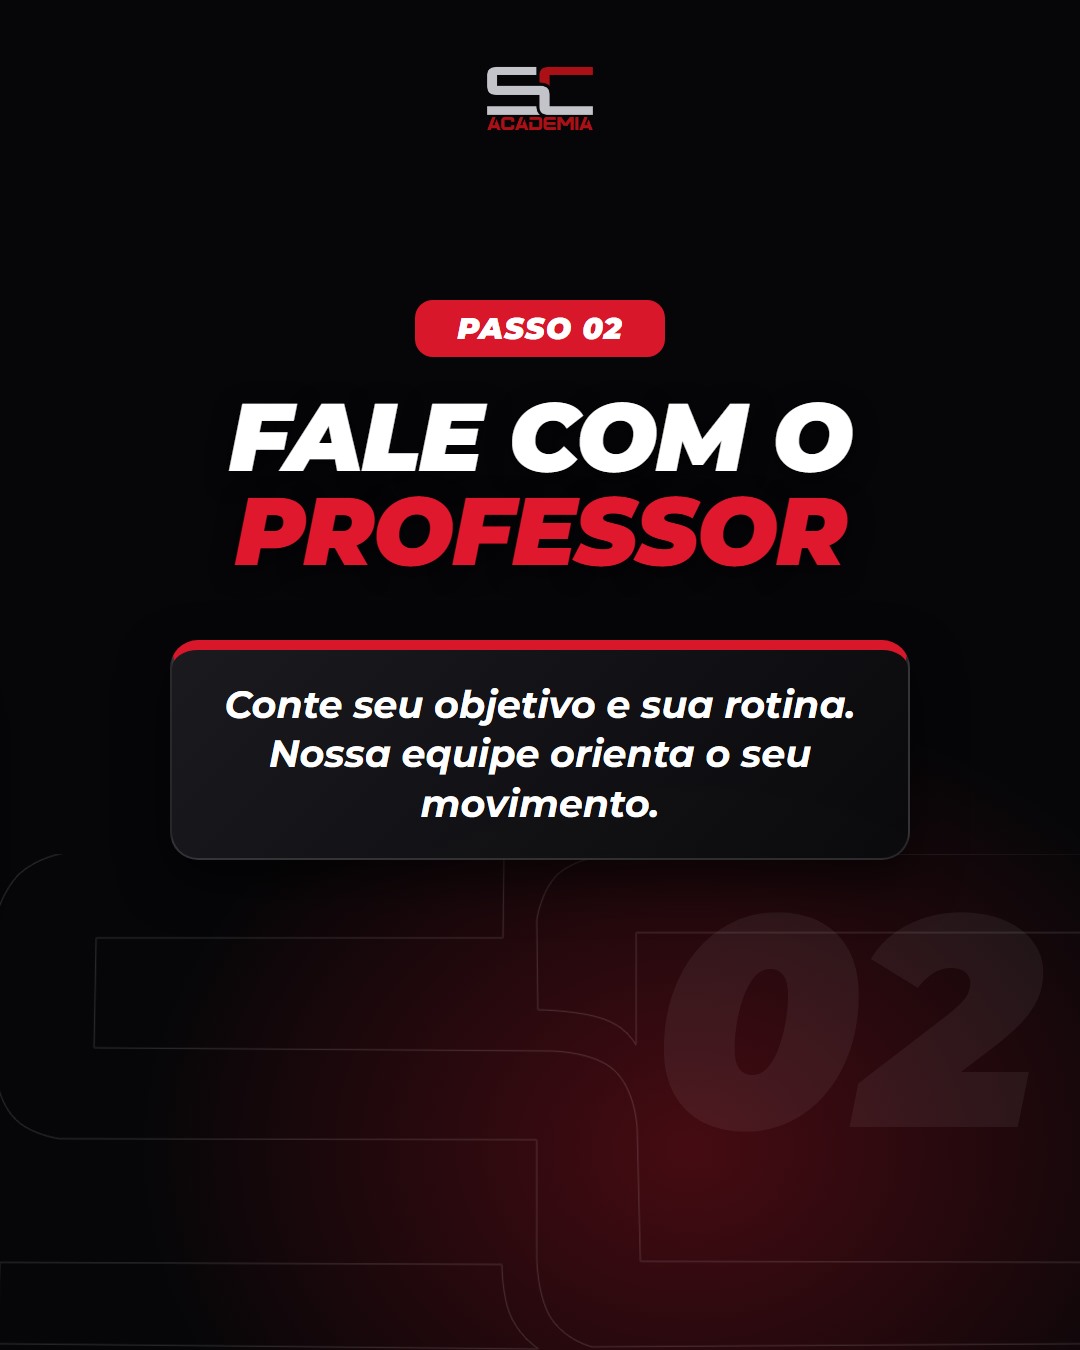 SC
ACADEMIA
PASSO 02
FALE COM O
PROFESSOR
Conte seu objetivo e sua rotina.
Nossa equipe orienta o seu
movimento.
02